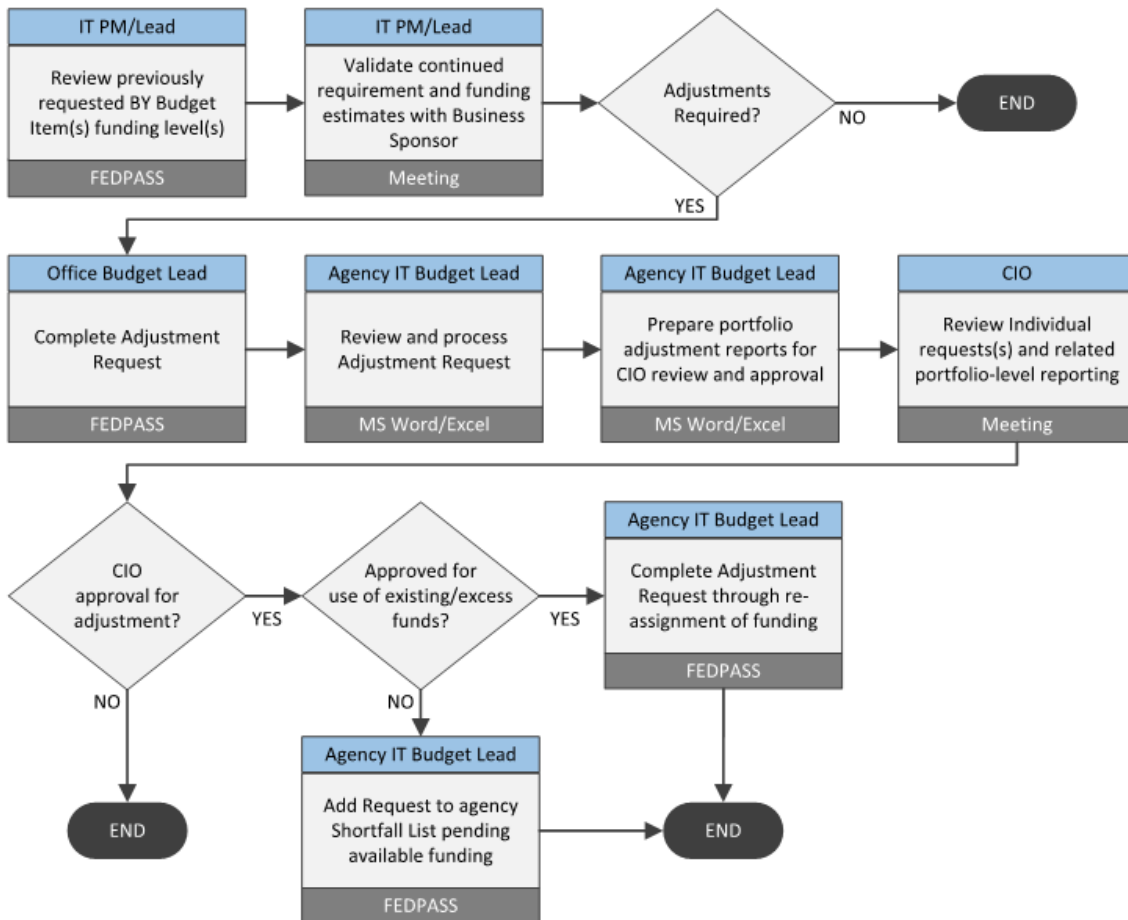 IT PM/Lead
Review previously
requested BY Budget
Item(s) funding level(s)
FEDPASS
IT PM/Lead
Validate continued
requirement and funding
estimates with Business
Sponsor
Meeting
Adjustments
Required?
NO
END
YES
Office Budget Lead
Complete Adjustment
Request
FEDPASS
Agency IT Budget Lead
Review and process
Adjustment Request
MS Word/Excel
Agency IT Budget Lead
Prepare portfolio
adjustment reports for
CIO review and approval
MS Word/Excel
CIO
Review Individual
requests(s) and related
portfolio-level reporting
Meeting
CIO
approval for
adjustment?
YES
NO
END
Approved for
use of existing/excess
funds?
YES
NO
Agency IT Budget Lead
Complete Adjustment
Request through re-
assignment of funding
FEDPASS
Agency IT Budget Lead
Add Request to agency
Shortfall List pending
available funding
FEDPASS
END